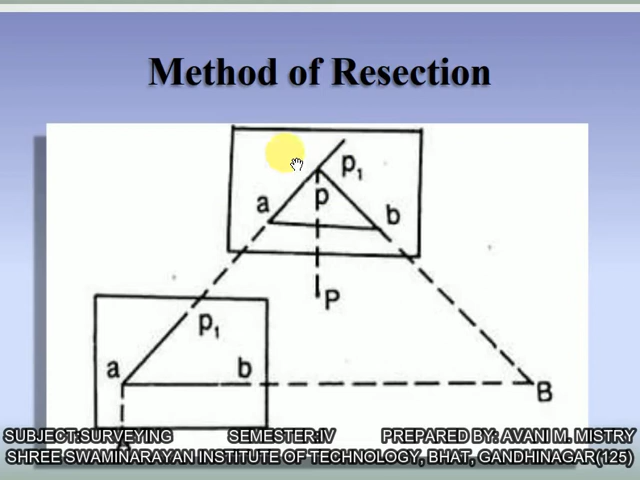 Method of Resection
p₁
a
p
b
P
p₁
a
b
B
A
SUBJECT:SURVEYING SEMESTER:IV PREPARED BY: AVANI M. MISTRY
SHREE SWAMINARAYAN INSTITUTE OF TECHNOLOGY, BHAT, GANDHINAGAR(125)